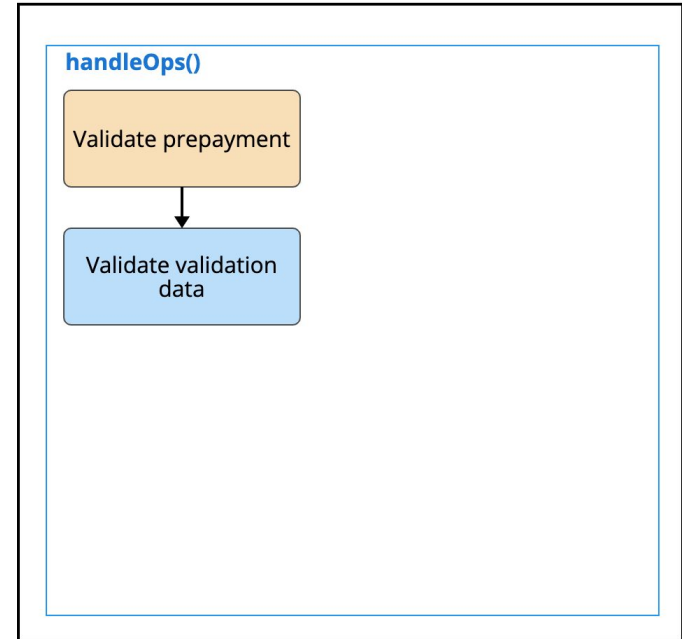 handleOps()
Validate prepayment
Validate validation
data